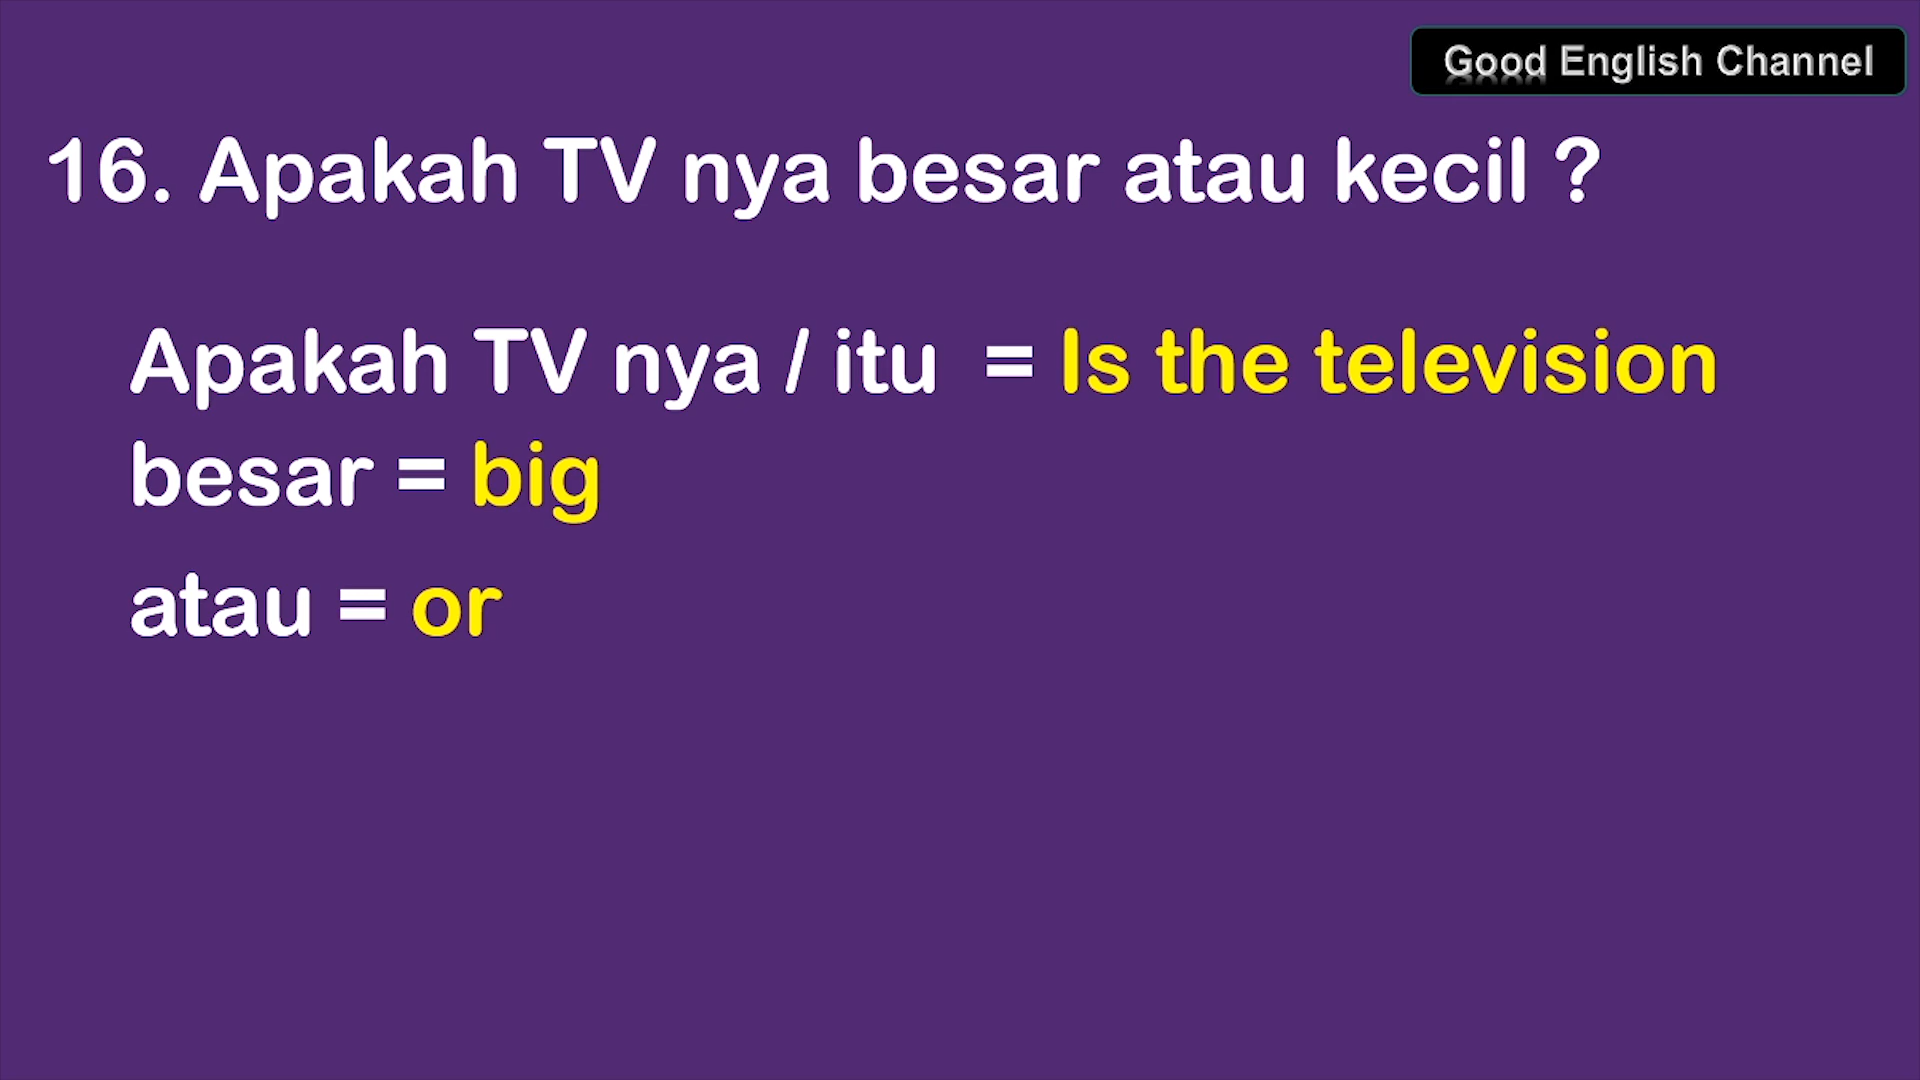 Good English Channel
16. Apakah TV nya besar atau kecil ?
Apakah TV nya / itu = Is the television
besar = big
atau = or